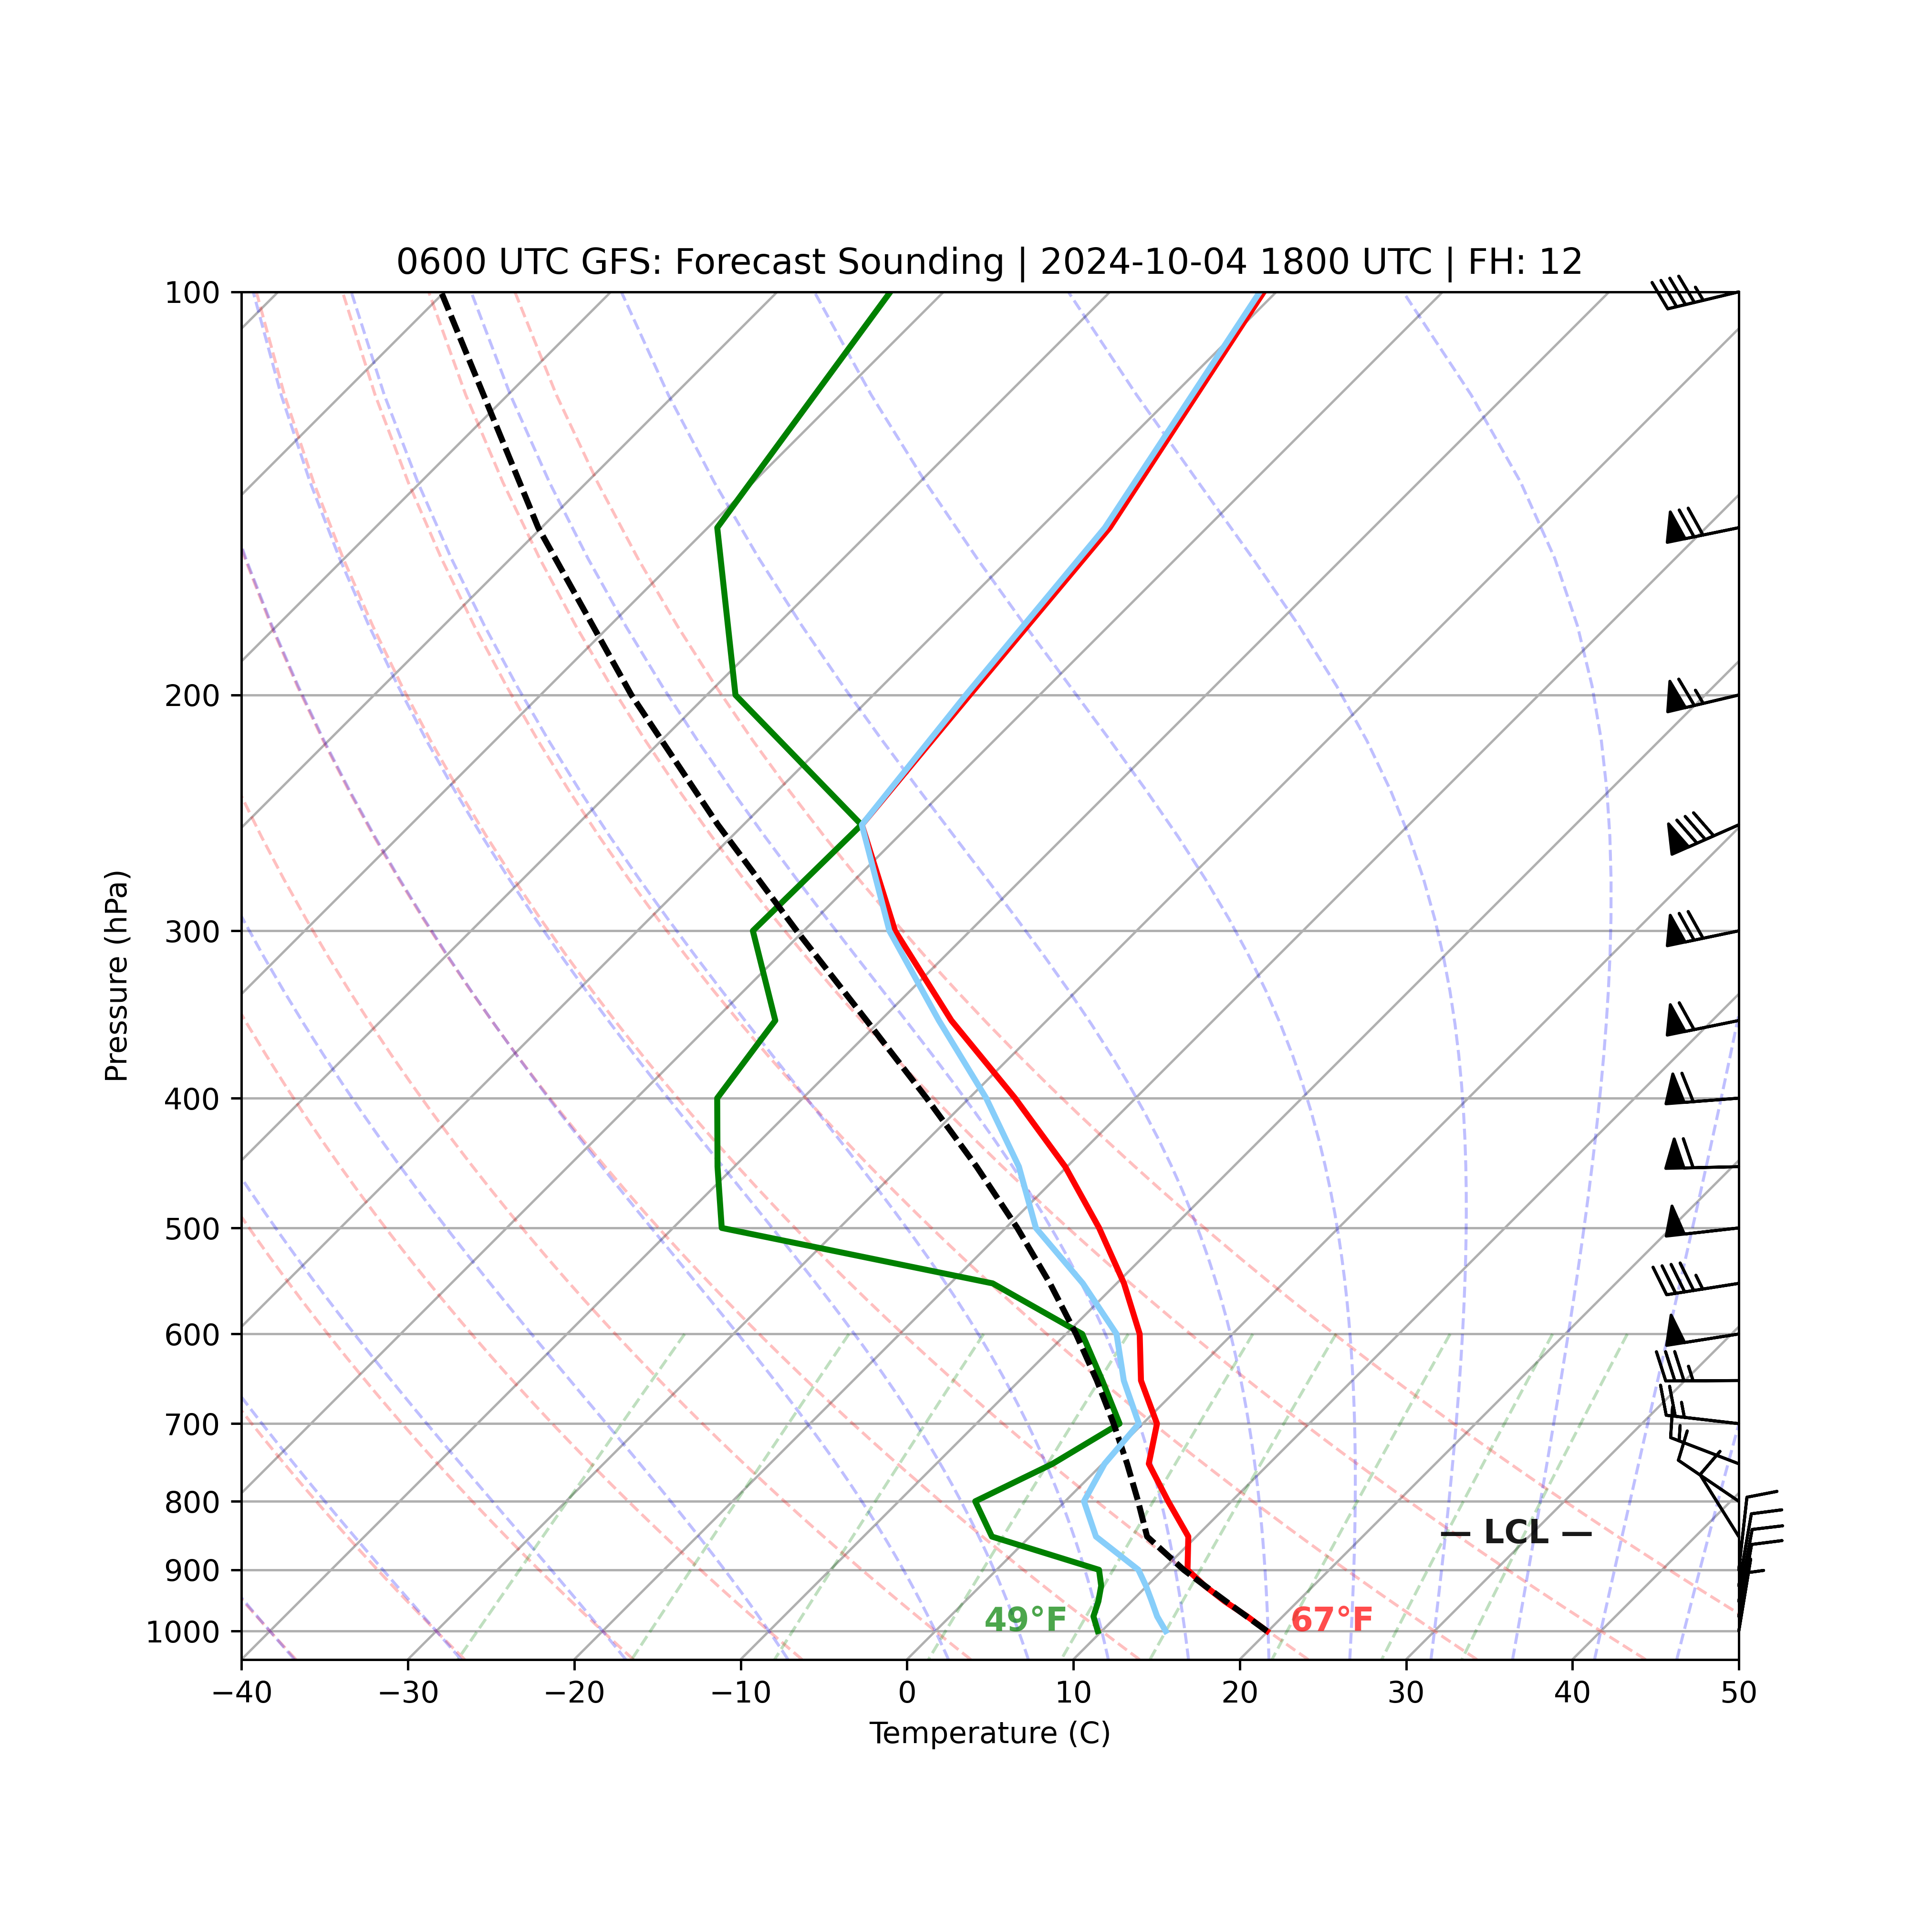 0600 UTC GFS: Forecast Sounding | 2024-10-04 1800 UTC | FH: 12
100
200
300
400
500
600
700
800
900
1000
Pressure (hPa)
— LCL —
49°F
67°F
−40 −30 −20 −10 0 10 20 30 40 50
Temperature (C)